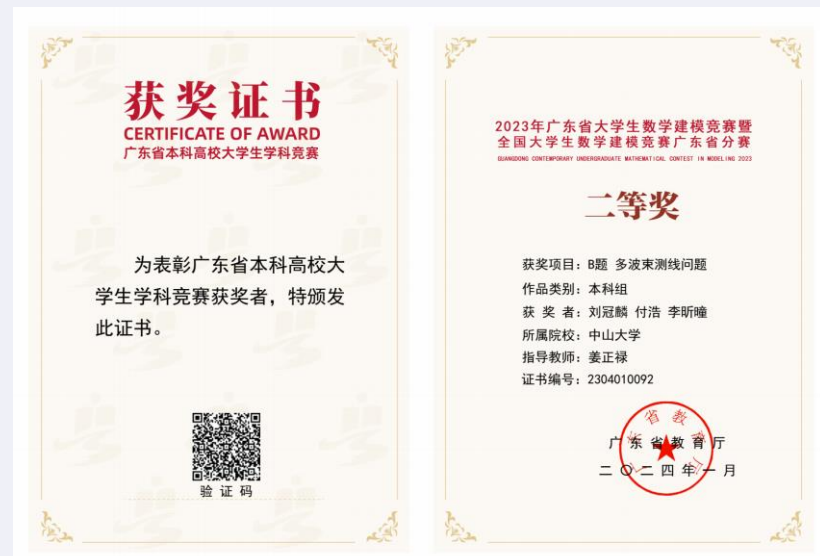 获奖证书
CERTIFICATE OF AWARD
广东省本科高校大学生学科竞赛
为表彰广东省本科高校大
学生学科竞赛获奖者，特颁发
此证书。
验证码
2023年广东省大学生数学建模竞赛暨
全国大学生数学建模竞赛广东省分赛
GUANGDONG CONTEMPORARY UNDERGRADUATE MATHEMATICAL CONTEST IN MODELING 2023
二等奖
获奖项目：B题 多波束测线问题
作品类别：本科组
获 奖 者：刘冠麟 付浩 李昕曈
所属院校：中山大学
指导教师：姜正禄
证书编号：2304010092
广东省教育厅
广东省教育厅
二〇二四年一月